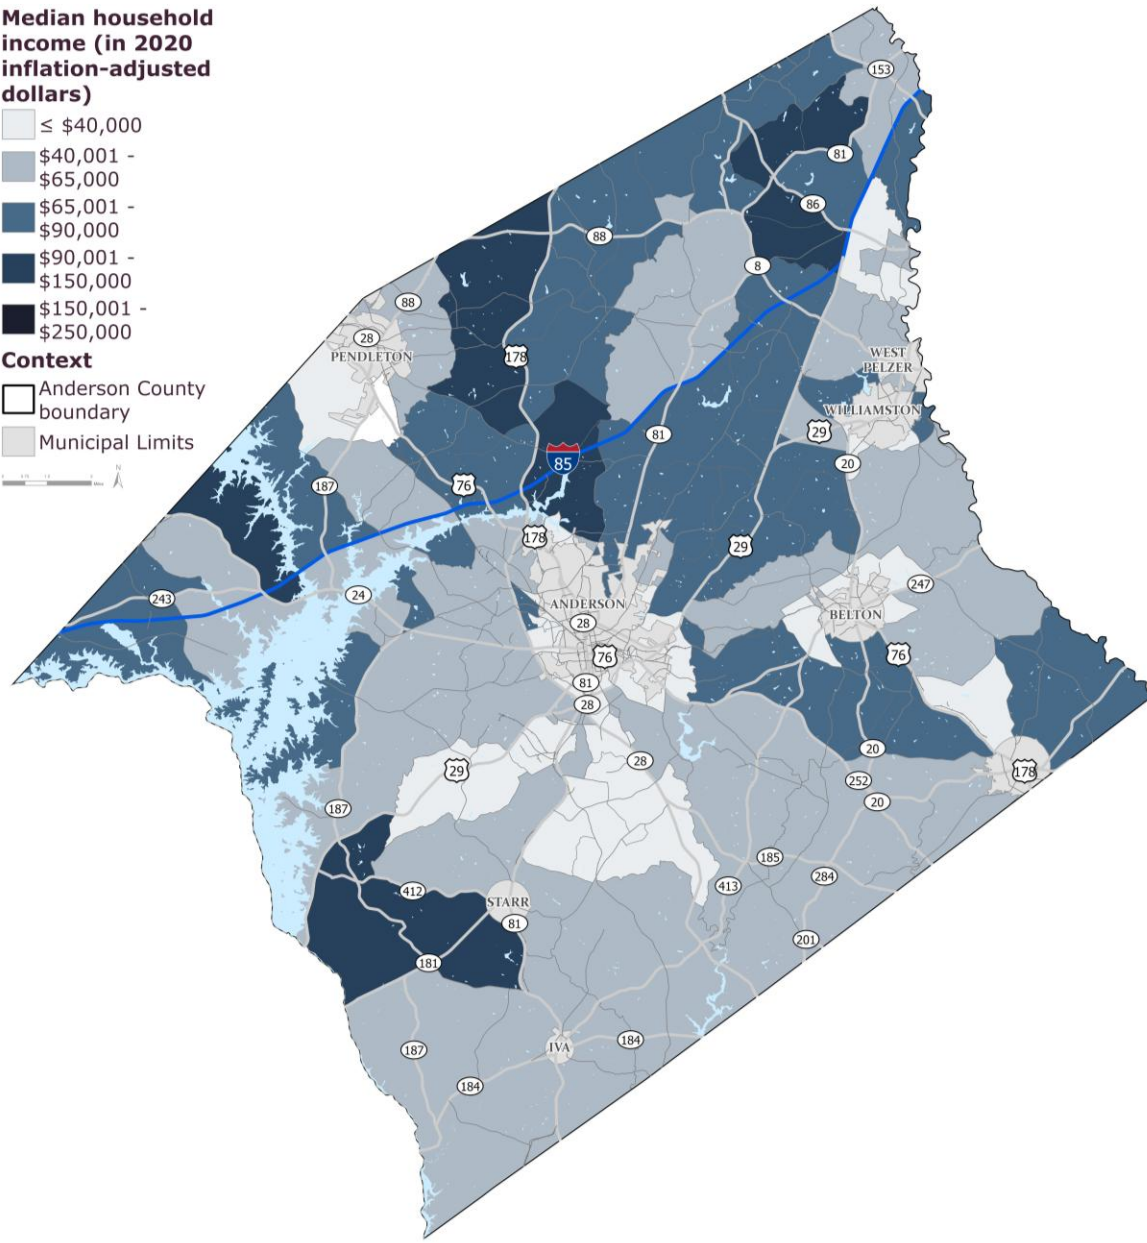 Median household
income (in 2020
inflation-adjusted
dollars)
≤ $40,000
$40,001 -
$65,000
$65,001 -
$90,000
$90,001 -
$150,000
$150,001 -
$250,000
Context
Anderson County
boundary
Municipal Limits
N
153
81
86
88
8
88
28
PENDLETON
178
WEST
PELZER
WILLIAMSTON
29
81
20
85
76
187
178
29
243
24
ANDERSON
28
247
BELTON
76
76
81
28
20
28
29
178
252
20
187
185
284
413
412
STARR
81
201
181
184
IVA
187
184